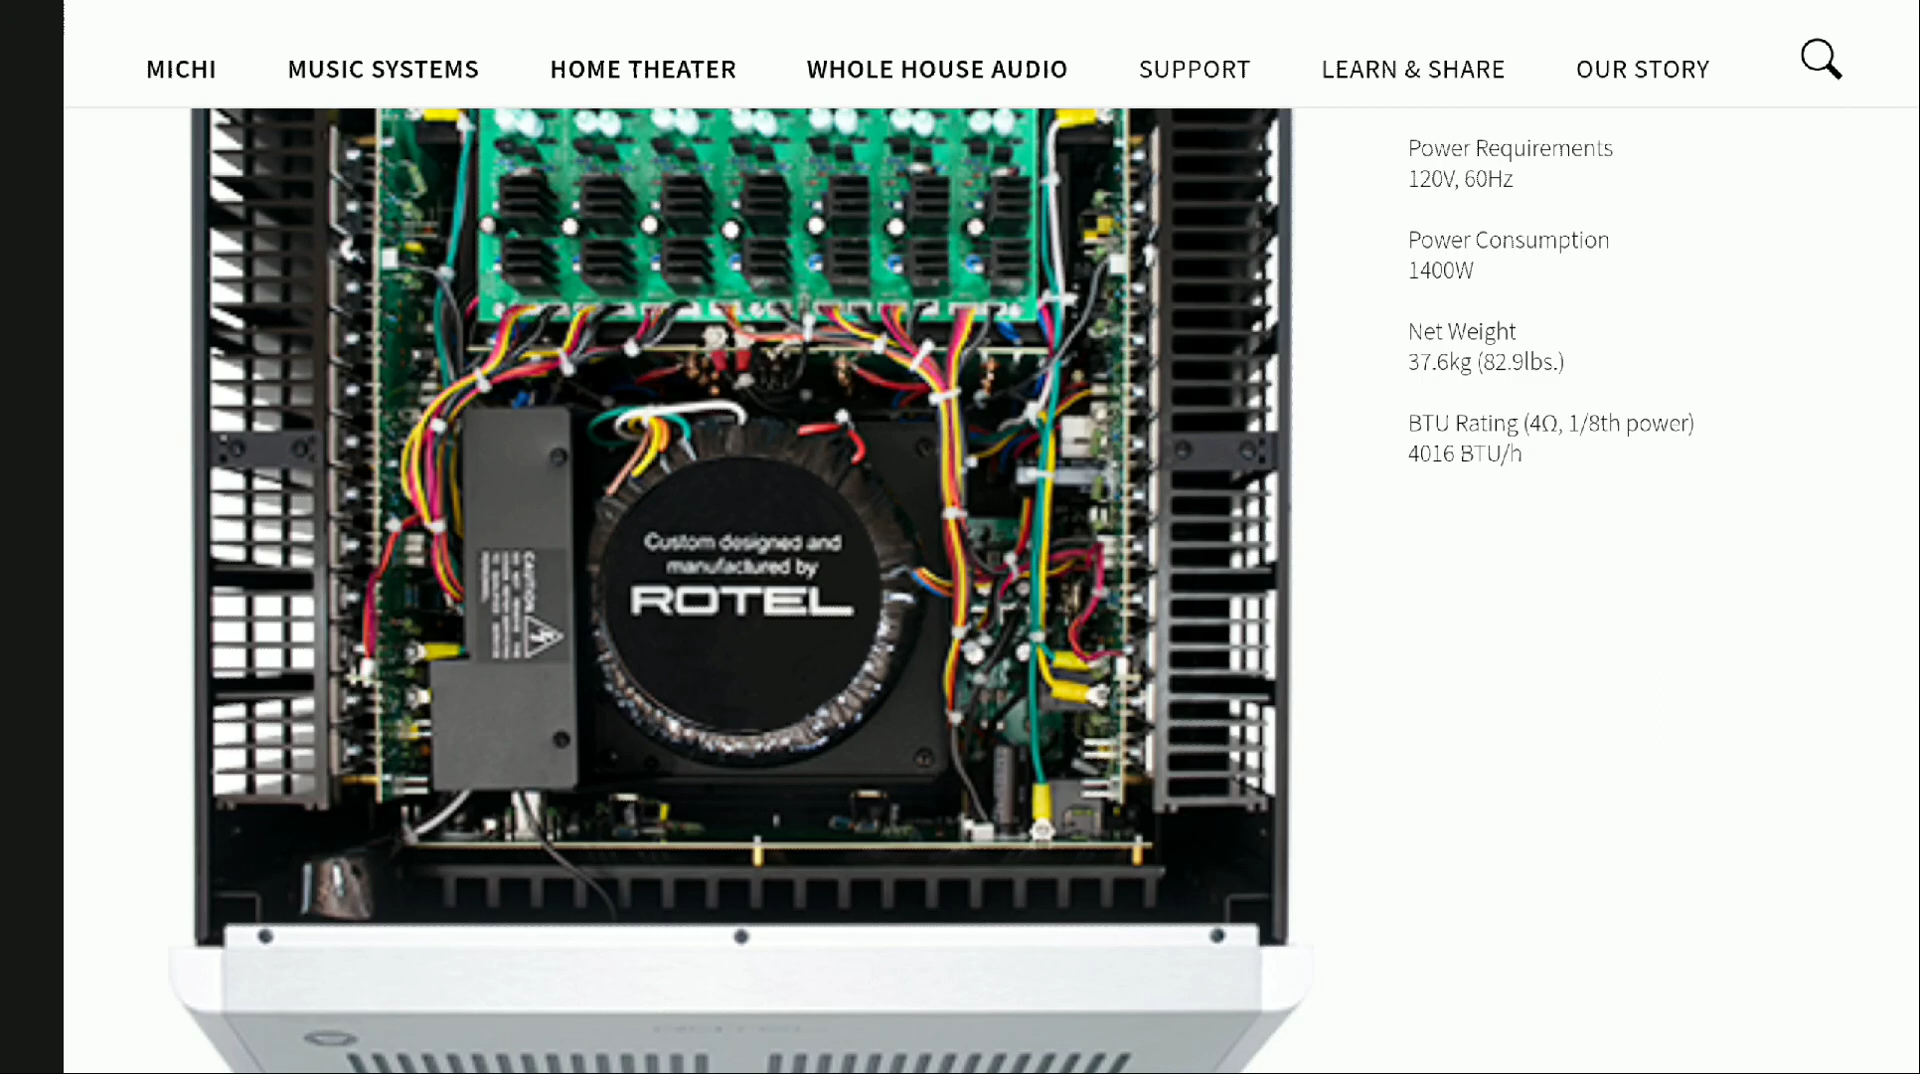 MICHI
MUSIC SYSTEMS
HOME THEATER
WHOLE HOUSE AUDIO
SUPPORT
LEARN & SHARE
OUR STORY
Power Requirements
120V, 60Hz
Power Consumption
1400W
Net Weight
37.6kg (82.9lbs.)
BTU Rating (4Ω, 1/8th power)
4016 BTU/h
Custom designed and
manufactured by
ROTEL
CAUTION